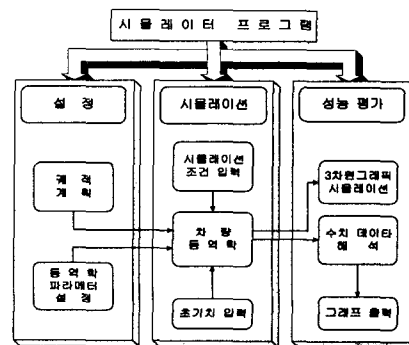 시뮬레이터 프로그램
설 정
시뮬레이션
성능 평가
궤 적
계 획
시뮬레이션
조건 입력
3차원그래픽
시뮬레이션
차 량
동 역 학
수치 데이타
해 석
동 역 학
파라메터
설 정
초기치 입력
그래프 출력